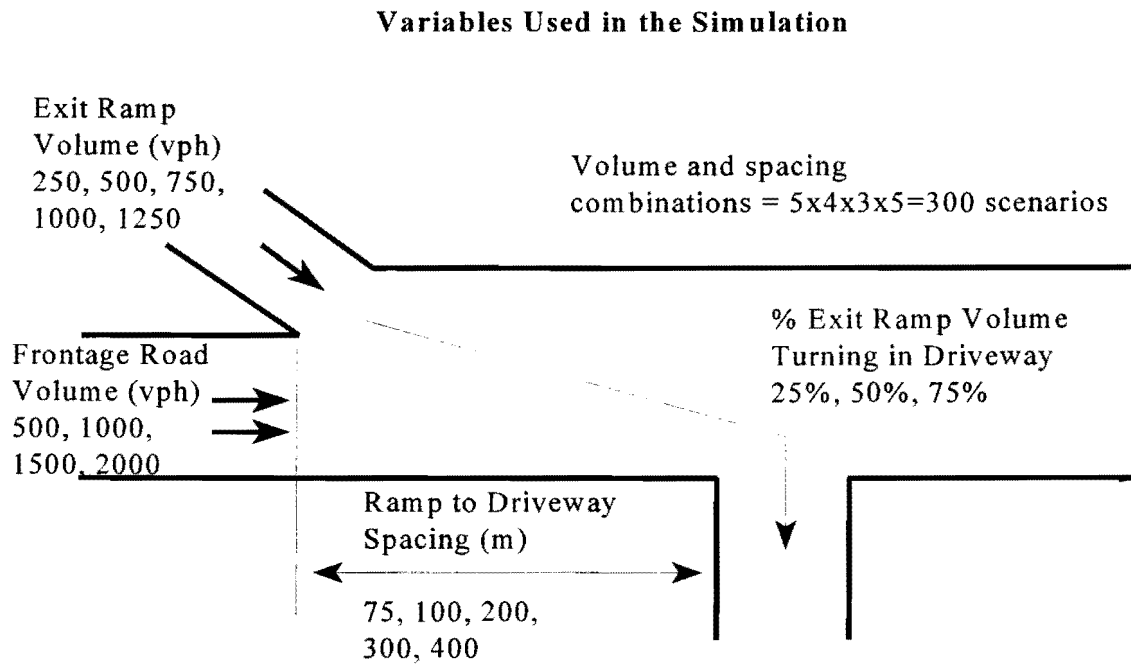 Variables Used in the Simulation
Exit Ramp
Volume (vph)
250, 500, 750,
1000, 1250
Volume and spacing
combinations = 5x4x3x5=300 scenarios
% Exit Ramp Volume
Turning in Driveway
25%, 50%, 75%
Frontage Road
Volume (vph)
500, 1000,
1500, 2000
Ramp to Driveway
Spacing (m)
75, 100, 200,
300, 400